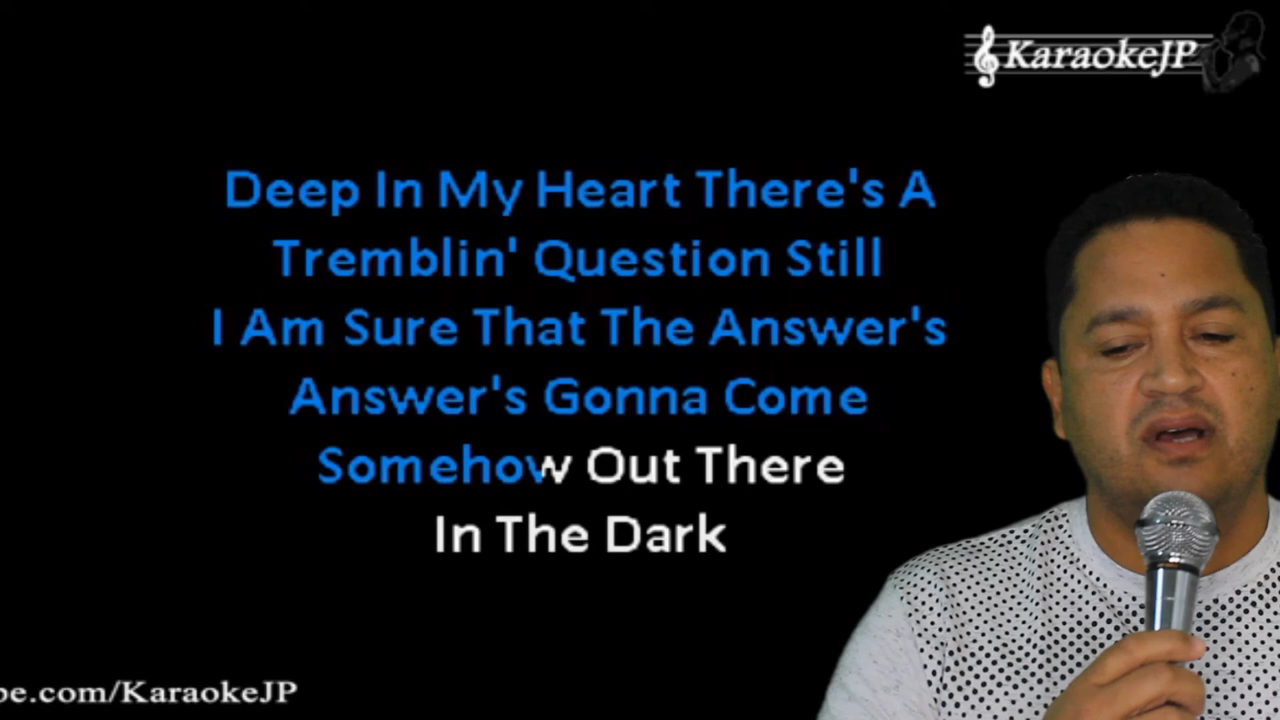 KaraokeJP
Deep In My Heart There's A
Tremblin' Question Still
I Am Sure That The Answer's
Answer's Gonna Come
Somehow Out There
In The Dark
be.com/KaraokeJP